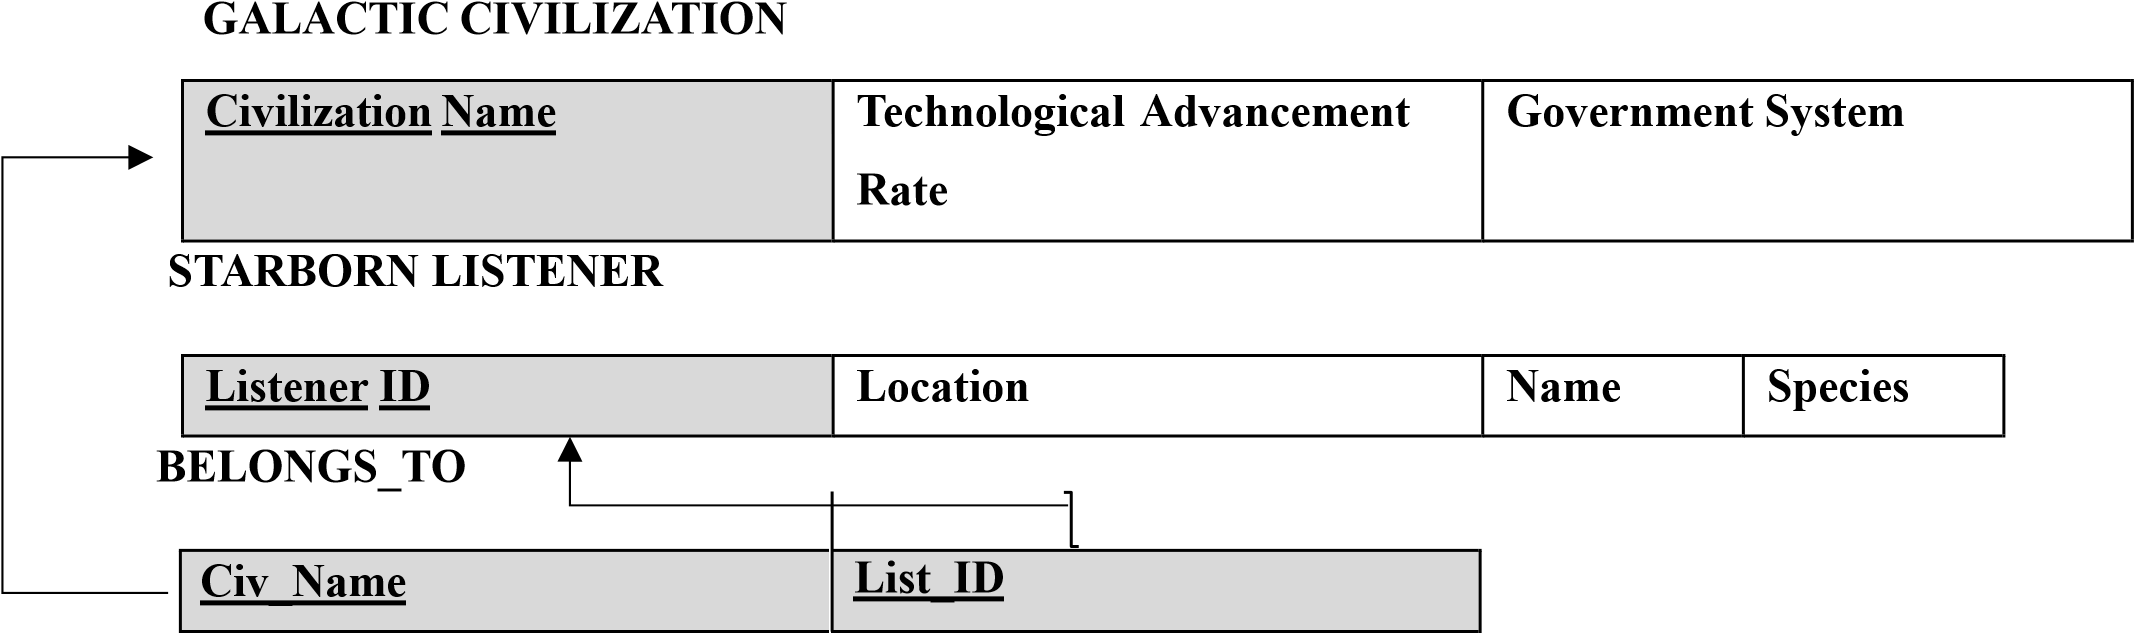 GALACTIC CIVILIZATION
Civilization Name
Technological Advancement
Rate
Government System
STARBORN LISTENER
Listener ID
Location
Name
Species
BELONGS_TO
Civ_Name
List_ID